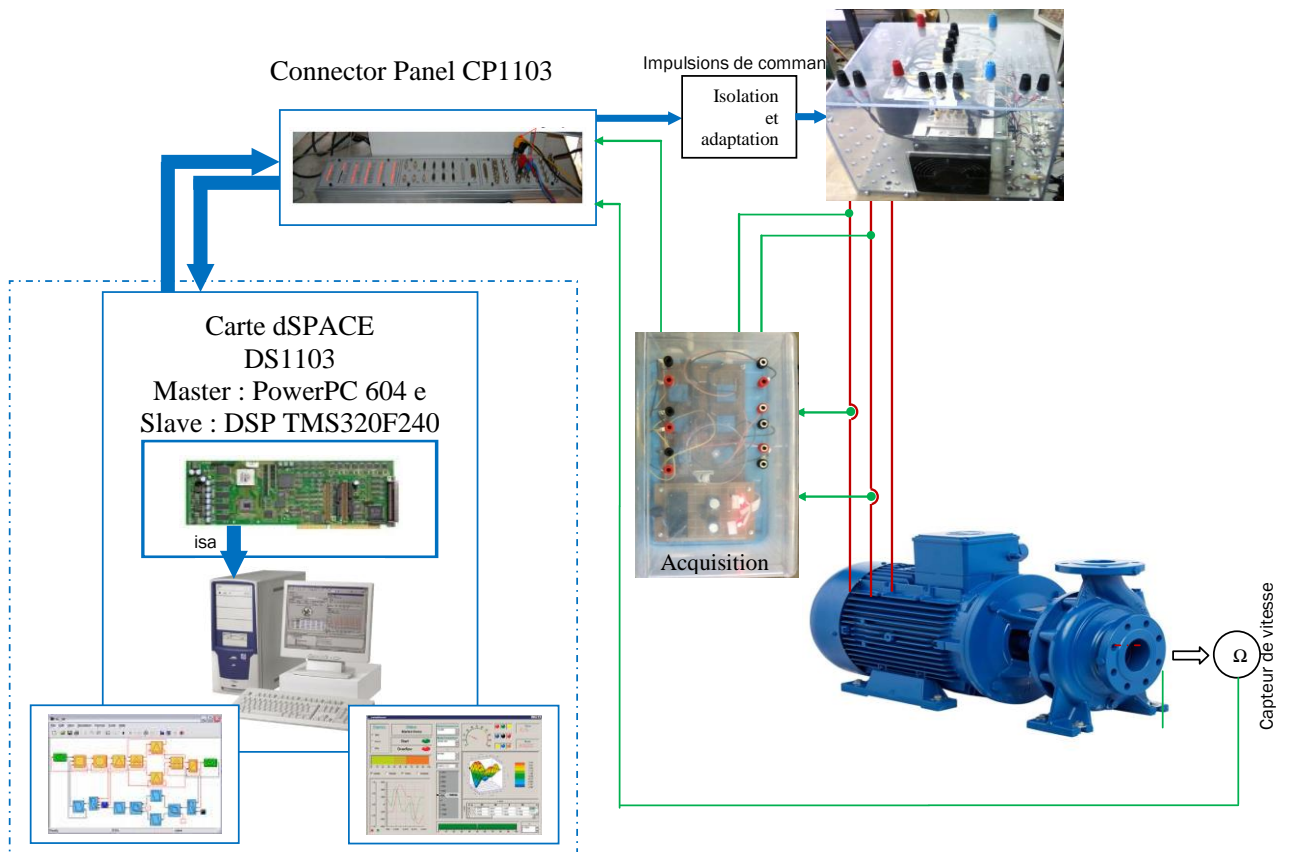 Connector Panel CP1103
Impulsions de comman
Isolation
et
adaptation
Carte dSPACE
DS1103
Master : PowerPC 604 e
Slave : DSP TMS320F240
isa
Acquisition
Ω
Capteur de vitesse